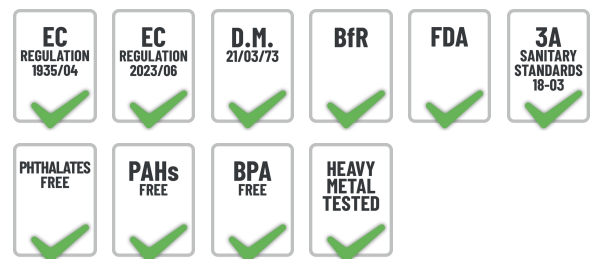 EC
REGULATION
1935/04
EC
REGULATION
2023/06
D.M.
21/03/73
BfR
FDA
3A
SANITARY
STANDARDS
18-03
PHTHALATES
FREE
PAHs
FREE
BPA
FREE
HEAVY
METAL
TESTED